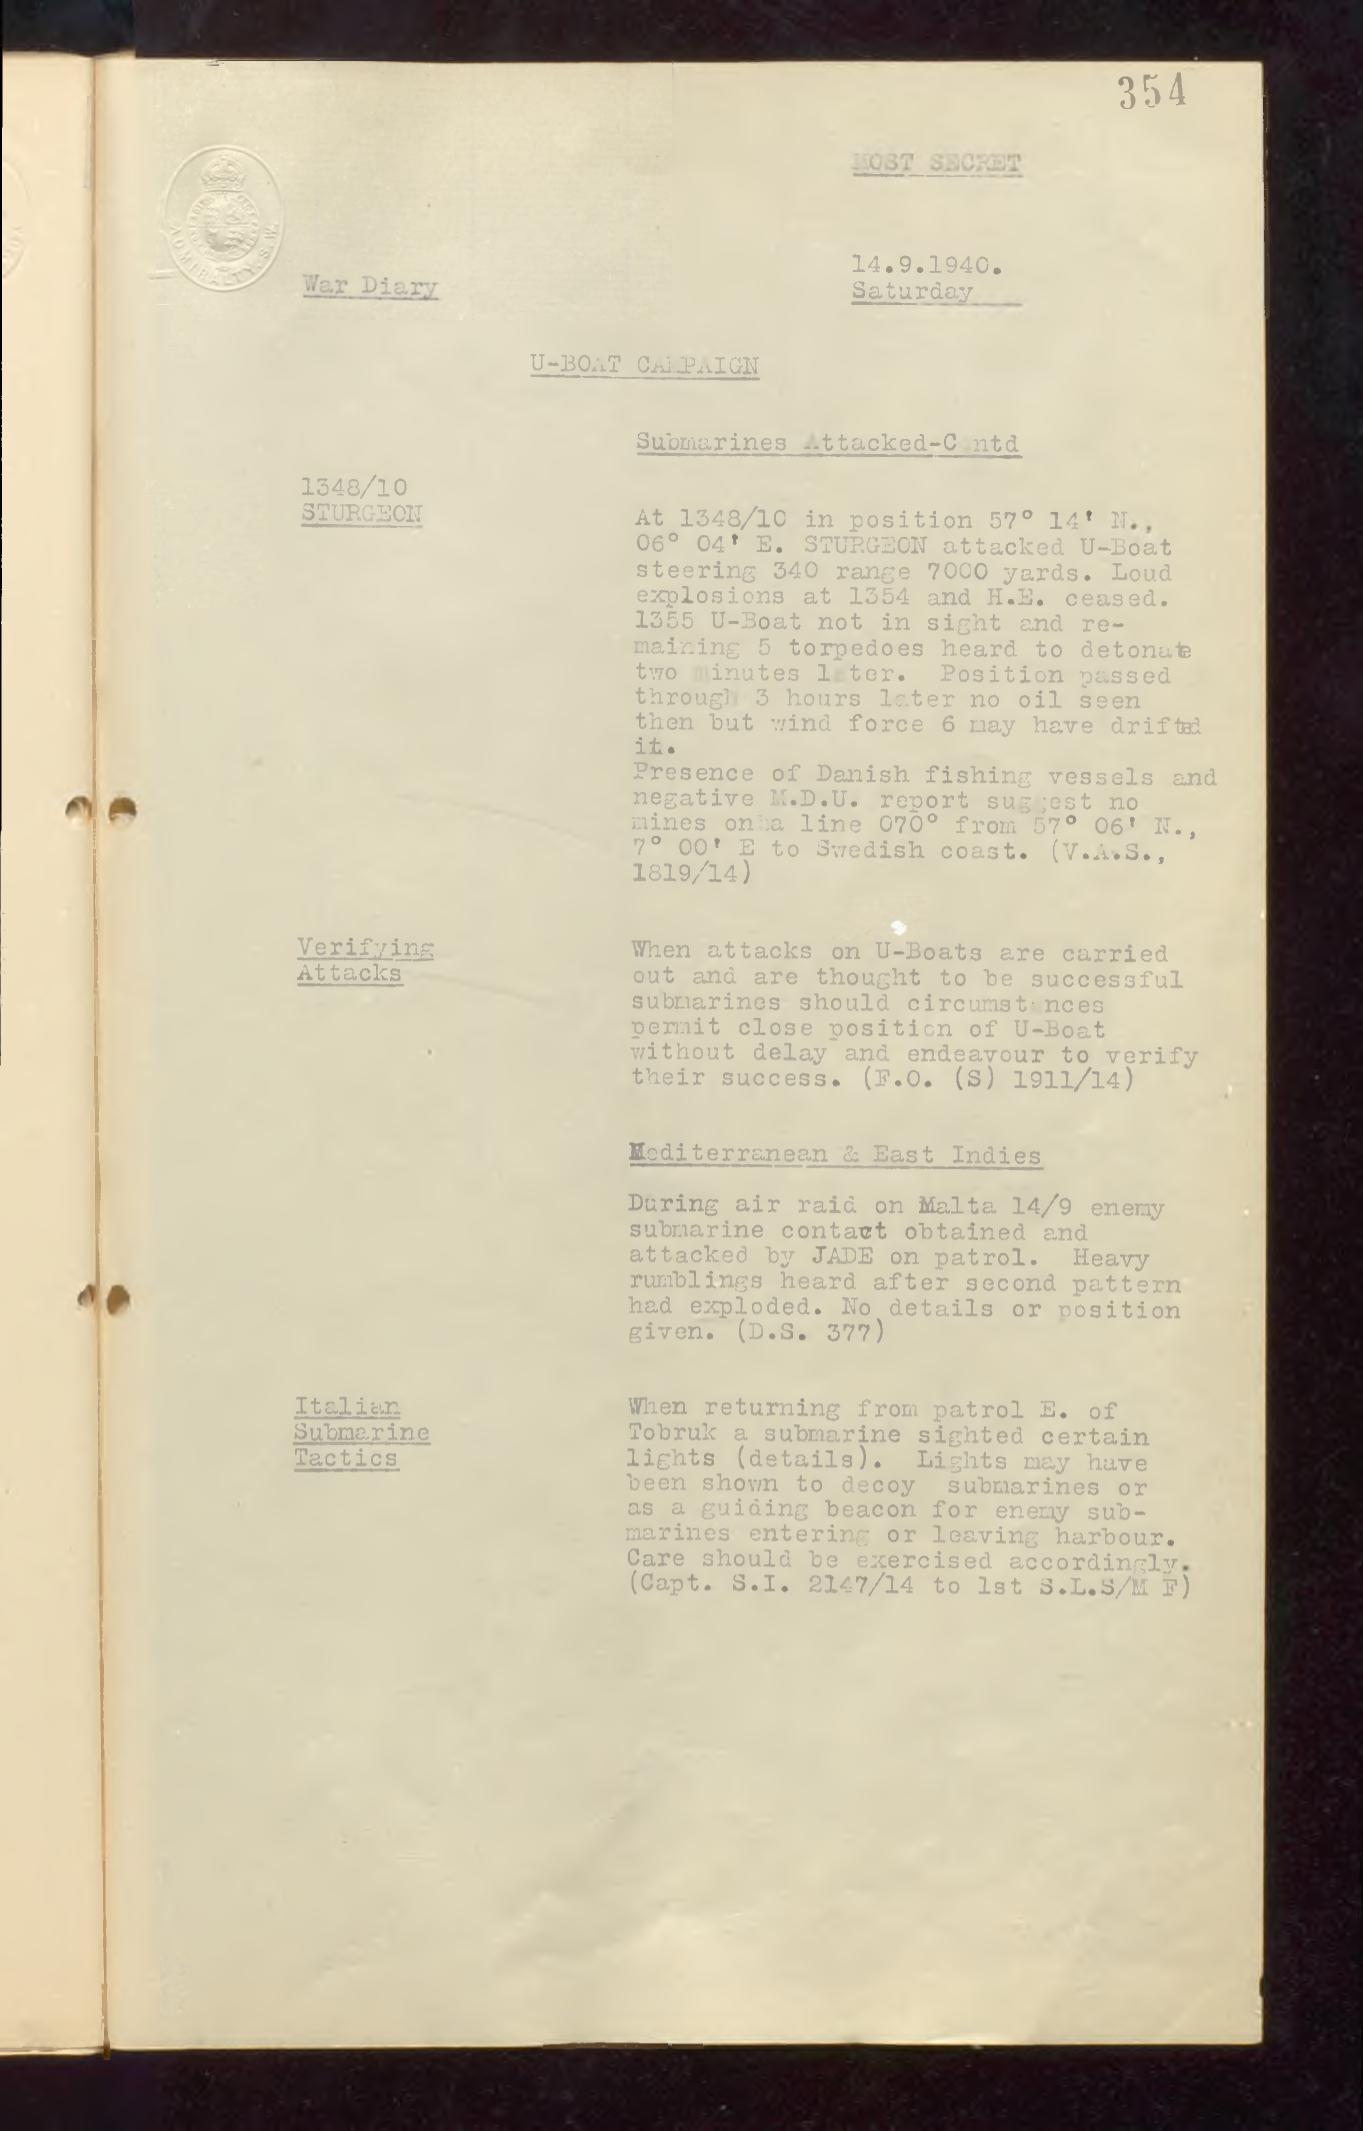 354
MOST SECRET
ADMIRALTY. S.W.
14.9.1940.
War Diary
Saturday
U-BOAT CAMPAIGN
Submarines Attacked-Contd
1348/10
STURGEON
At 1348/10 in position 57° 14' N.,
06° 04' E. STURGEON attacked U-Boat
steering 340 range 7000 yards. Loud
explosions at 1354 and H.E. ceased.
1355 U-Boat not in sight and re-
maining 5 torpedoes heard to detonate
two minutes later. Position passed
through 3 hours later no oil seen
then but wind force 6 may have drifted
it.
Presence of Danish fishing vessels and
negative M.D.U. report suggest no
mines on a line 070° from 57° 06' N.,
7° 00' E to Swedish coast. (V.A.S.,
1819/14)
Verifying
Attacks
When attacks on U-Boats are carried
out and are thought to be successful
submarines should circumstances
permit close position of U-Boat
without delay and endeavour to verify
their success. (F.O. (S) 1911/14)
Mediterranean & East Indies
During air raid on Malta 14/9 enemy
submarine contact obtained and
attacked by JADE on patrol. Heavy
rumblings heard after second pattern
had exploded. No details or position
given. (D.S. 377)
Italian
Submarine
Tactics
When returning from patrol E. of
Tobruk a submarine sighted certain
lights (details). Lights may have
been shown to decoy submarines or
as a guiding beacon for enemy sub-
marines entering or leaving harbour.
Care should be exercised accordingly.
(Capt. S.I. 2147/14 to 1st S.L.S/M F)